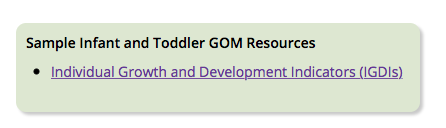 Sample Infant and Toddler GOM Resources
• Individual Growth and Development Indicators (IGDIs)